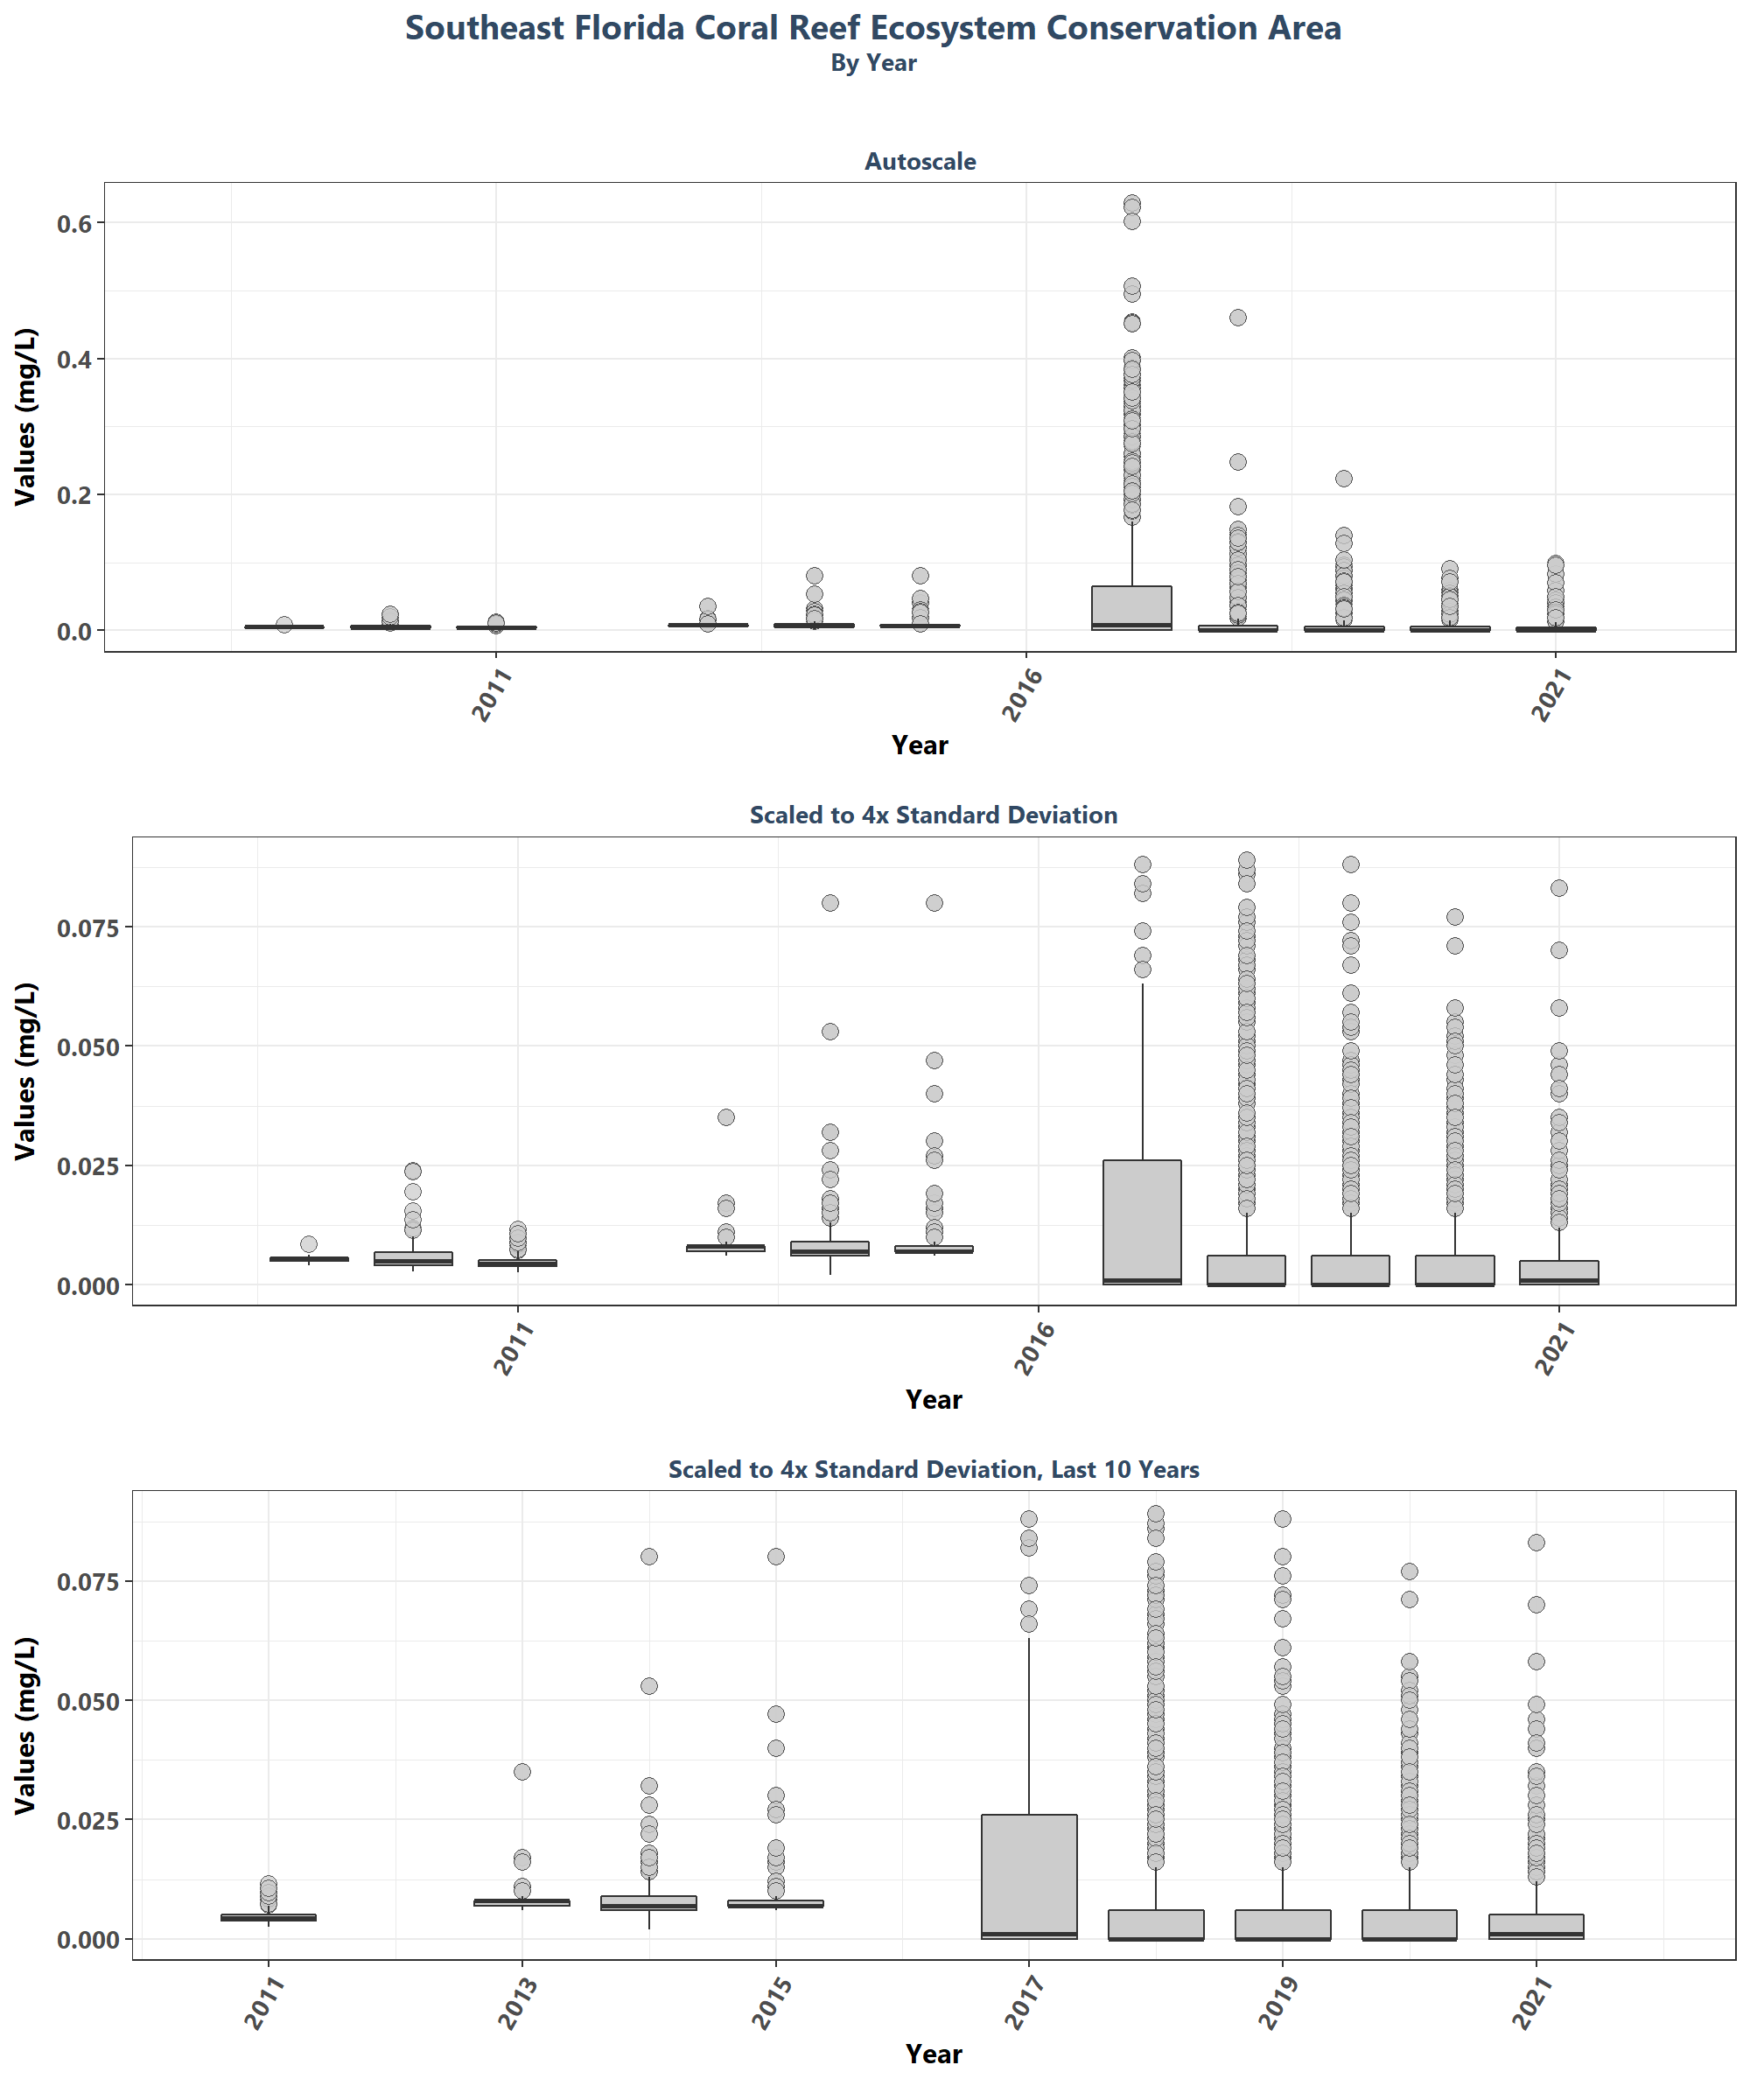 Southeast Florida Coral Reef Ecosystem Conservation Area
By Year
Autoscale
Values (mg/L)
0.6
0.4
0.2
0.0
2011
2016
2021
Year
Scaled to 4x Standard Deviation
Values (mg/L)
0.075
0.050
0.025
0.000
2011
2016
2021
Year
Scaled to 4x Standard Deviation, Last 10 Years
Values (mg/L)
0.075
0.050
0.025
0.000
2011
2013
2015
2017
2019
2021
Year